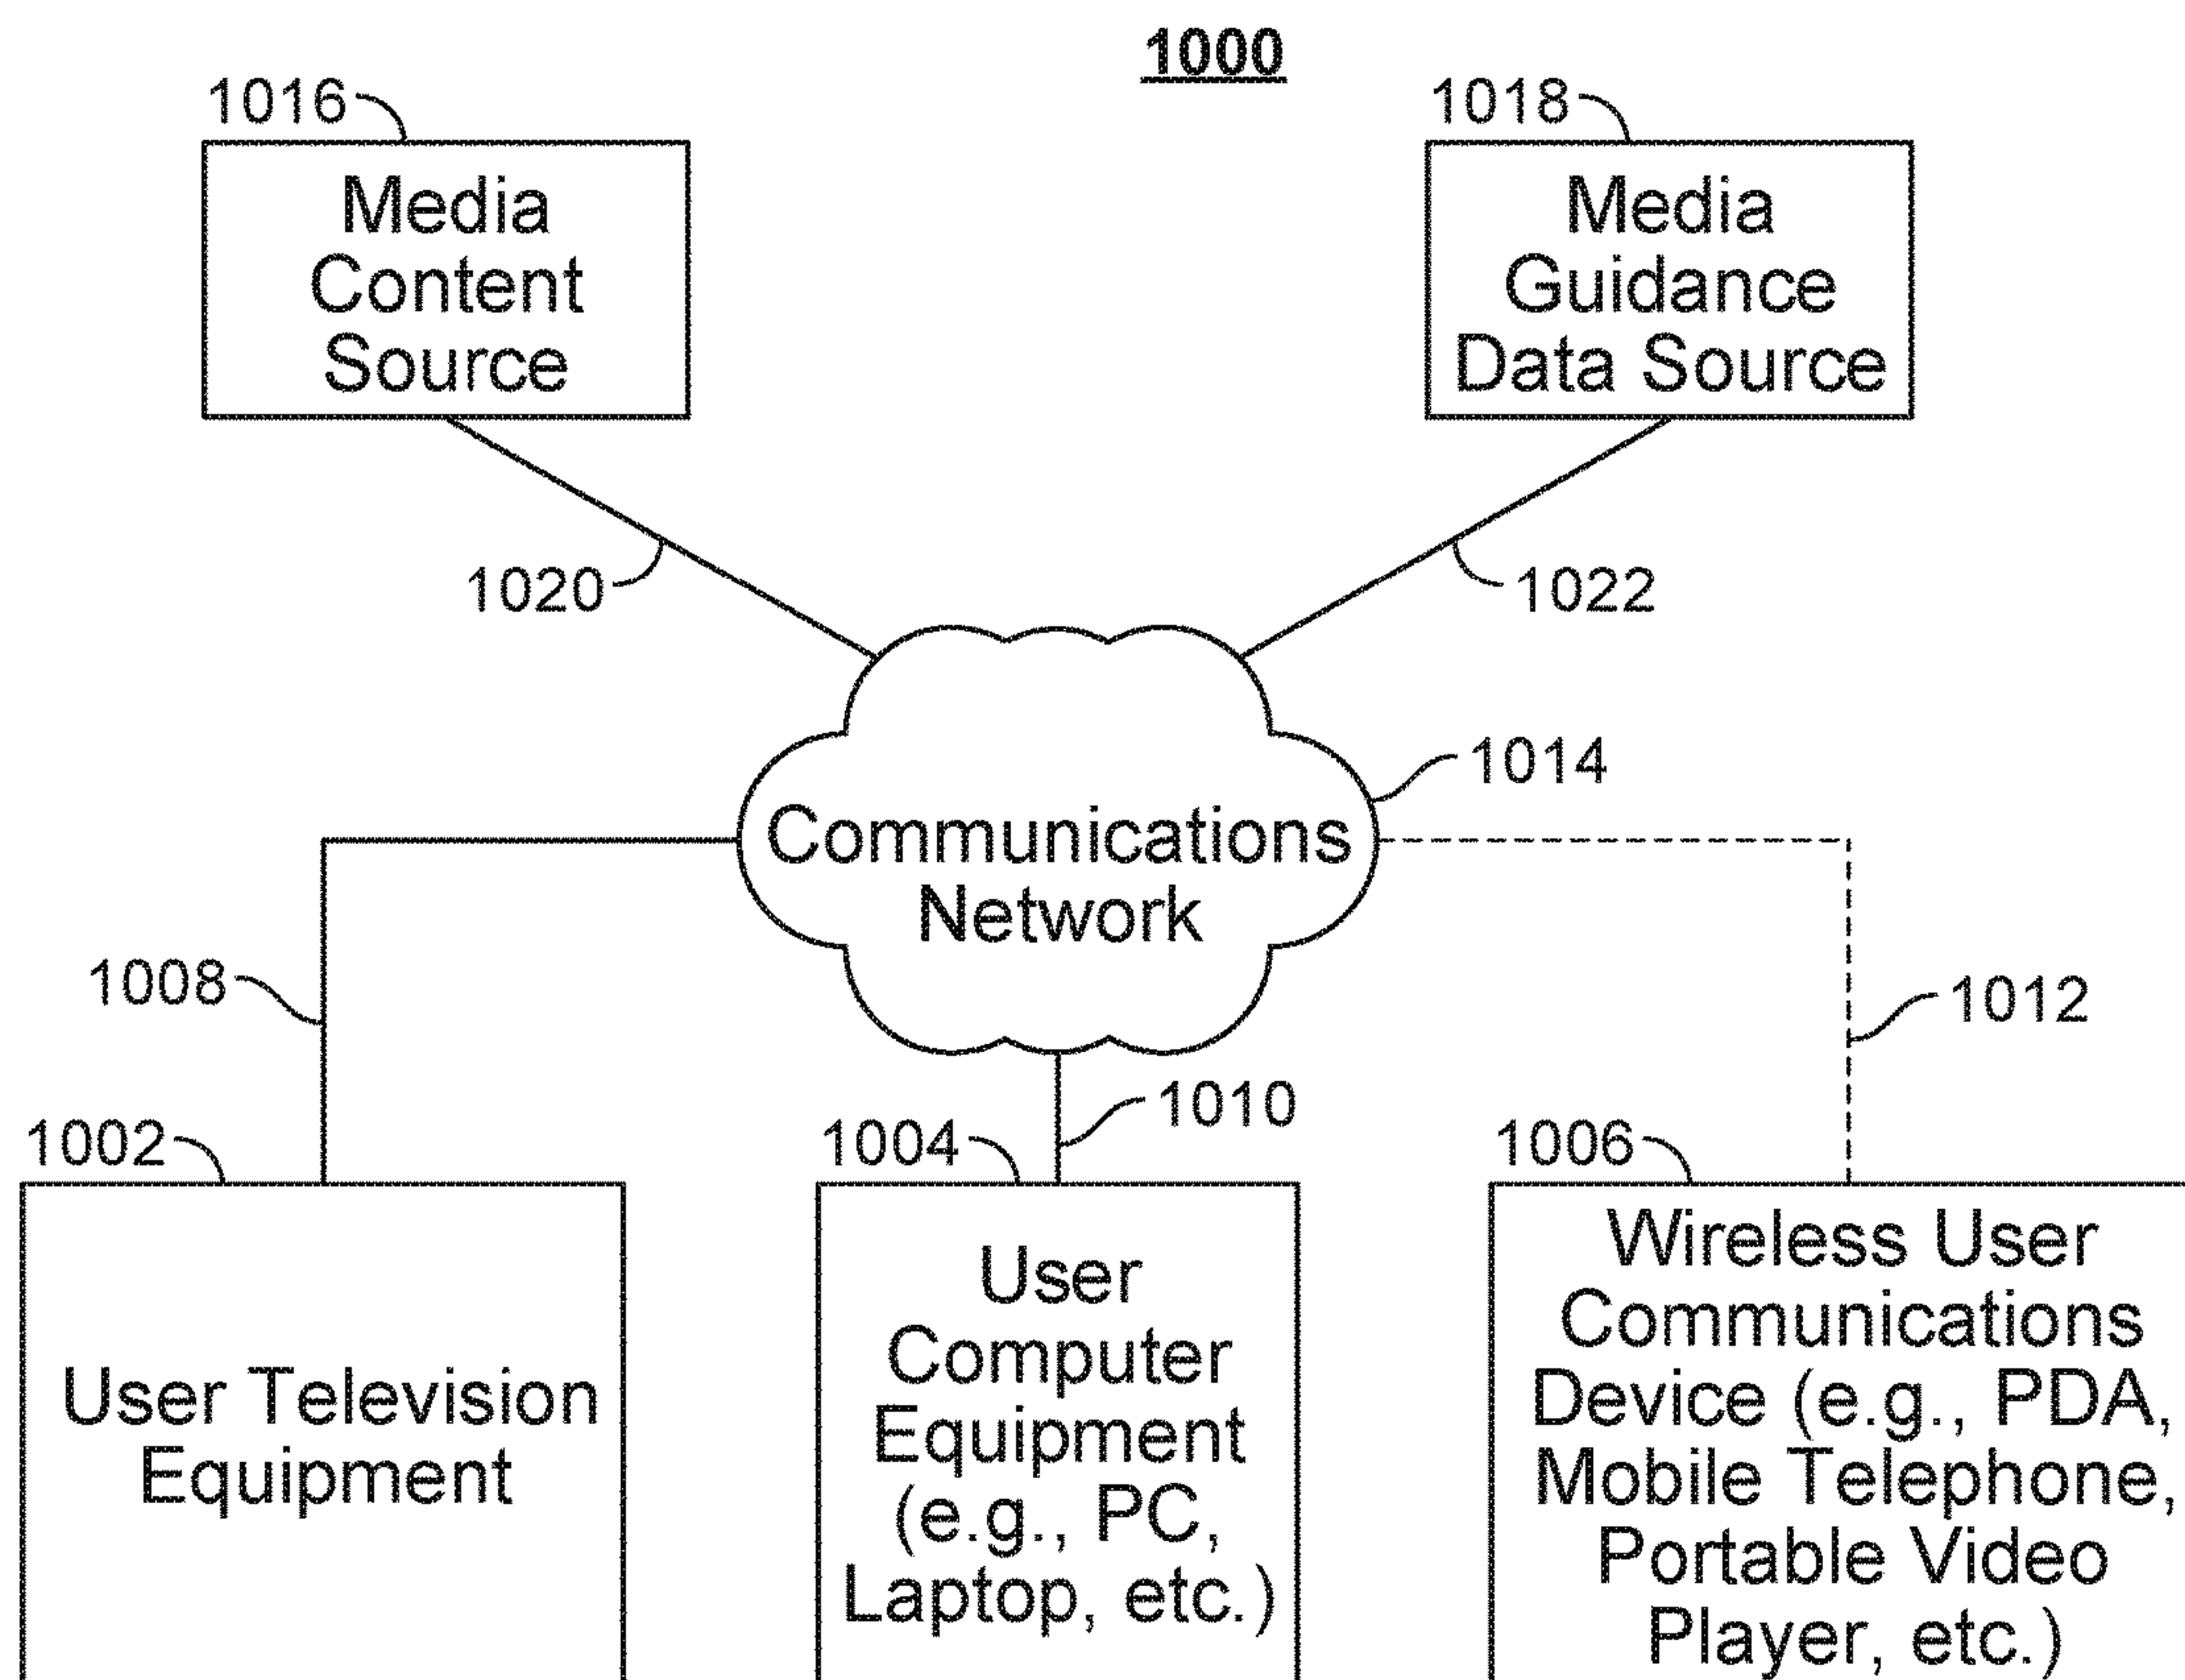 1000
1016
1018
Media
Content
Source
Media
Guidance
Data Source
1020
1022
1014
Communications
Network
1008
1012
1010
1002
1004
1006
User Television
Equipment
User
Computer
Equipment
(e.g., PC,
Laptop, etc.)
Wireless User
Communications
Device (e.g., PDA,
Mobile Telephone,
Portable Video
Player, etc.)